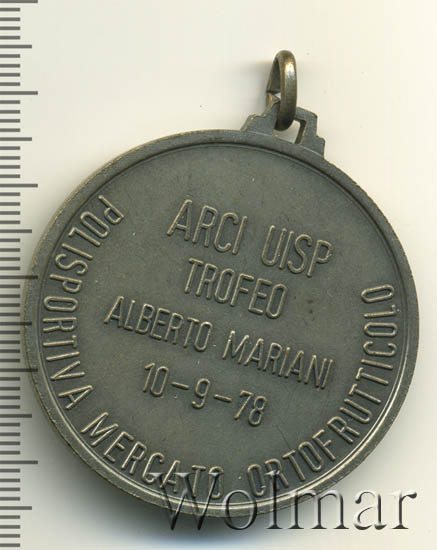 ARCI UISP
TROFEO
ALBERTO MARIANI
10-9-78
POLISPORTIVA MERCATO ORTOFRUTTICOLO
Wolmar